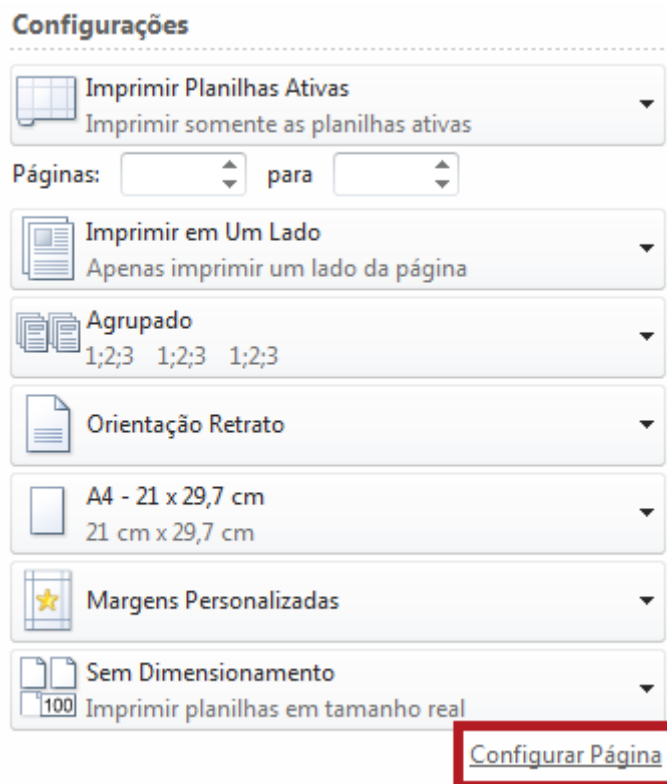 Configurações
Imprimir Planilhas Ativas
Imprimir somente as planilhas ativas
Páginas: para
Imprimir em Um Lado
Apenas imprimir um lado da página
Agrupado
1;2;3 1;2;3 1;2;3
Orientação Retrato
A4 - 21 x 29,7 cm
21 cm x 29,7 cm
Margens Personalizadas
Sem Dimensionamento
100 Imprimir planilhas em tamanho real
Configurar Página